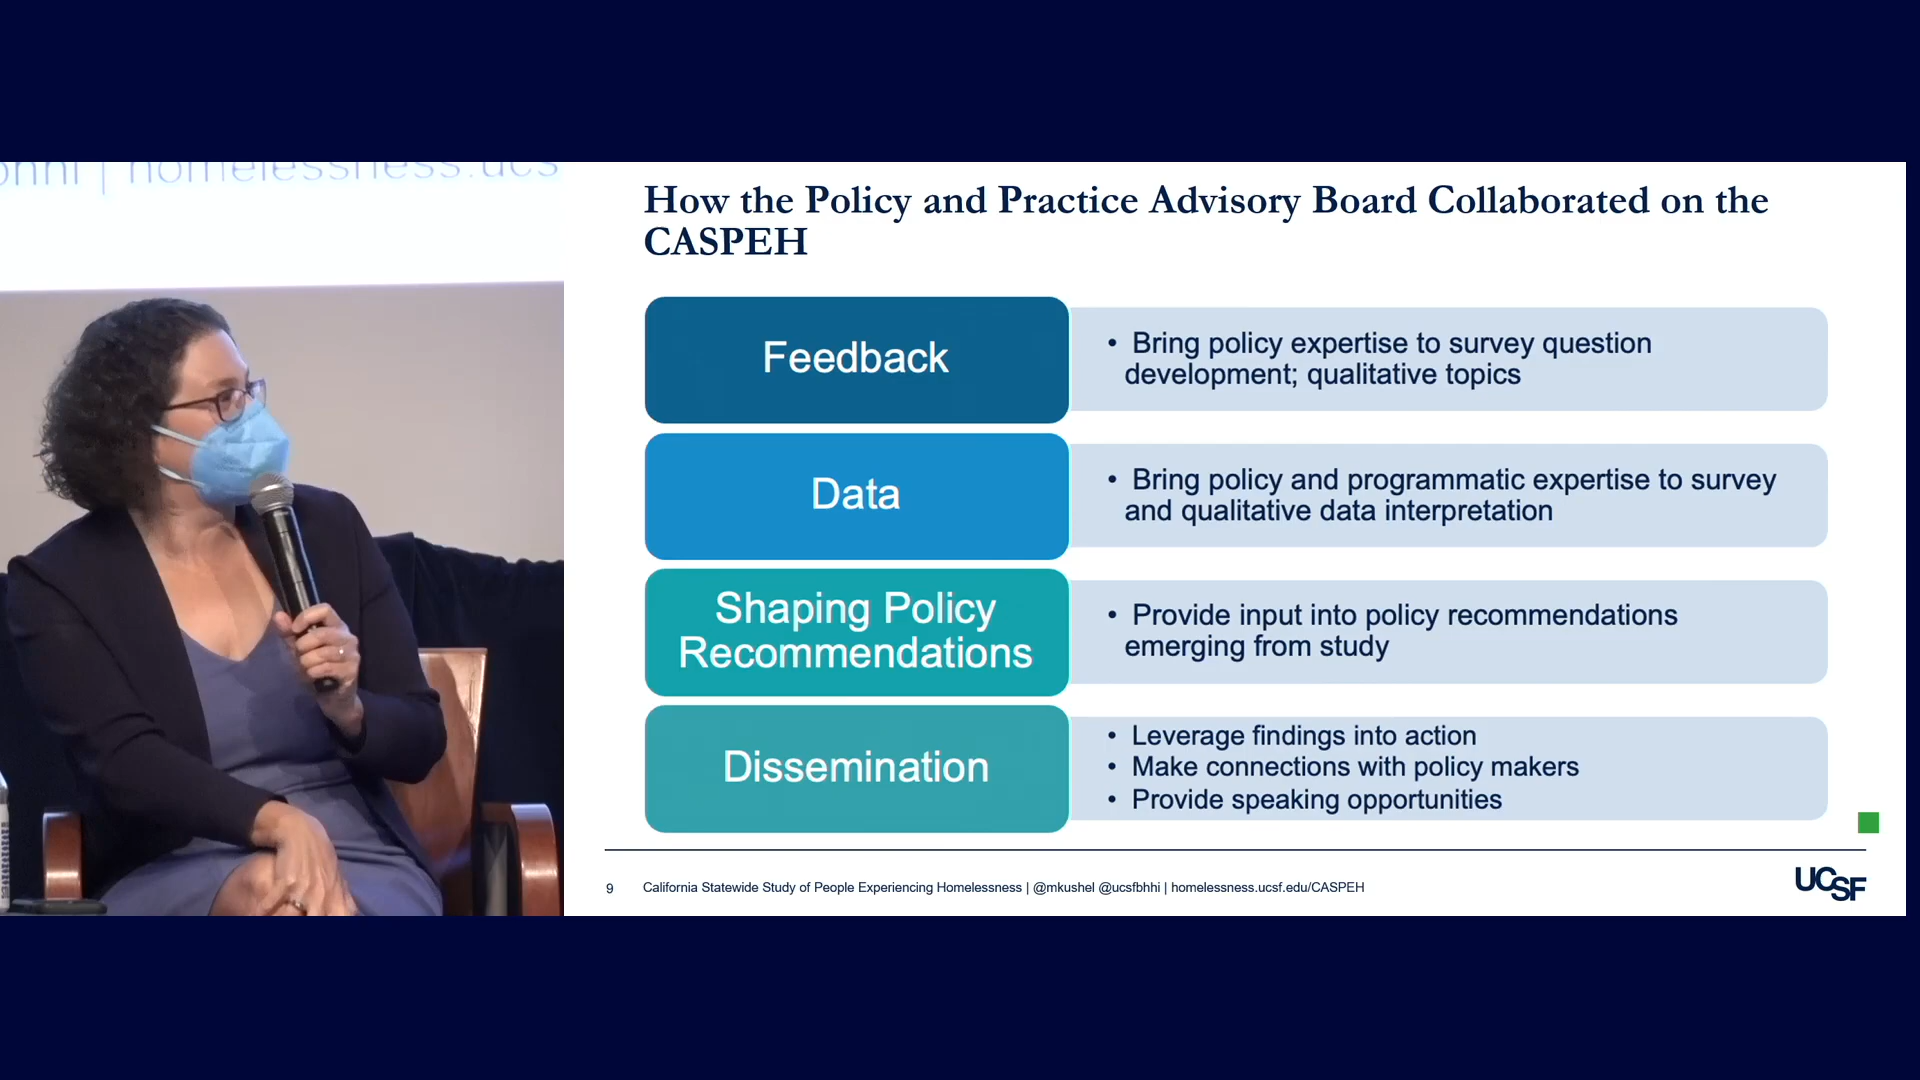 homelessness.ucs
How the Policy and Practice Advisory Board Collaborated on the
CASPEH
Feedback
• Bring policy expertise to survey question
development; qualitative topics
Data
• Bring policy and programmatic expertise to survey
and qualitative data interpretation
Shaping Policy
Recommendations
• Provide input into policy recommendations
emerging from study
Dissemination
• Leverage findings into action
• Make connections with policy makers
• Provide speaking opportunities
9 California Statewide Study of People Experiencing Homelessness | @mkushel @ucsfbhhi | homelessness.ucsf.edu/CASPEH
UCSF